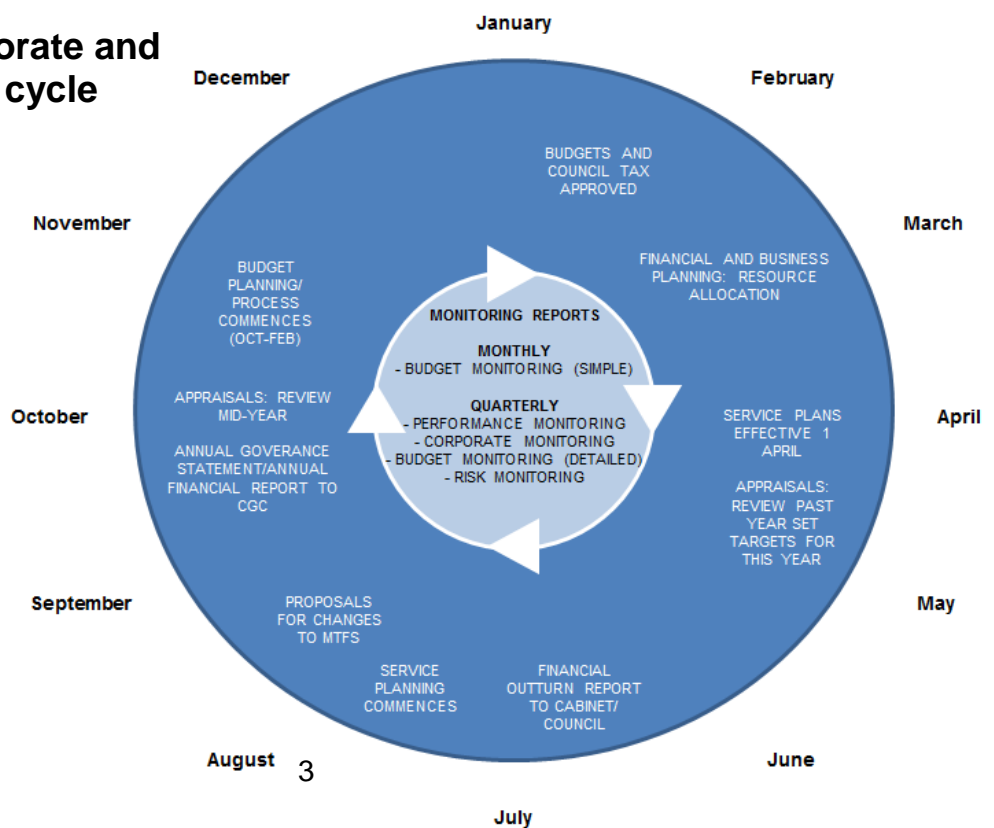 orate and
cycle
January
December
February
November
March
October
April
September
May
August
June
July
3
BUDGETS AND
COUNCIL TAX
APPROVED
FINANCIAL AND BUSINESS
PLANNING: RESOURCE
ALLOCATION
SERVICE PLANS
EFFECTIVE 1
APRIL
APPRAISALS:
REVIEW PAST
YEAR SET
TARGETS FOR
THIS YEAR
FINANCIAL
OUTTURN REPORT
TO CABINET/
COUNCIL
SERVICE
PLANNING
COMMENCES
PROPOSALS
FOR CHANGES
TO MTFS
ANNUAL GOVERANCE
STATEMENT/ANNUAL
FINANCIAL REPORT TO
CGC
APPRAISALS: REVIEW
MID-YEAR
BUDGET
PLANNING/
PROCESS
COMMENCES
(OCT-FEB)
MONITORING REPORTS
MONTHLY
- BUDGET MONITORING (SIMPLE)
QUARTERLY
- PERFORMANCE MONITORING
- CORPORATE MONITORING
- BUDGET MONITORING (DETAILED)
- RISK MONITORING